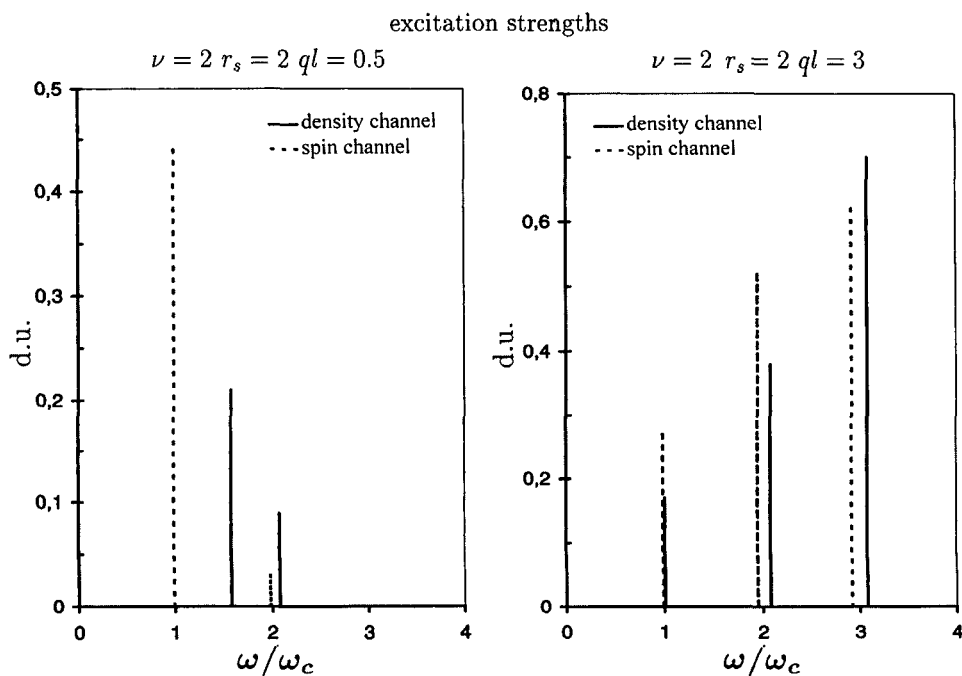 excitation strengths
ν = 2 r_s = 2 ql = 0.5
0,5
0,4
0,3
0,2
0,1
0
d.u.
density channel
spin channel
0 1 2 3 4
ω/ω_c
ν = 2 r_s = 2 ql = 3
0,8
0,6
0,4
0,2
0
d.u.
density channel
spin channel
0 1 2 3 4
ω/ω_c